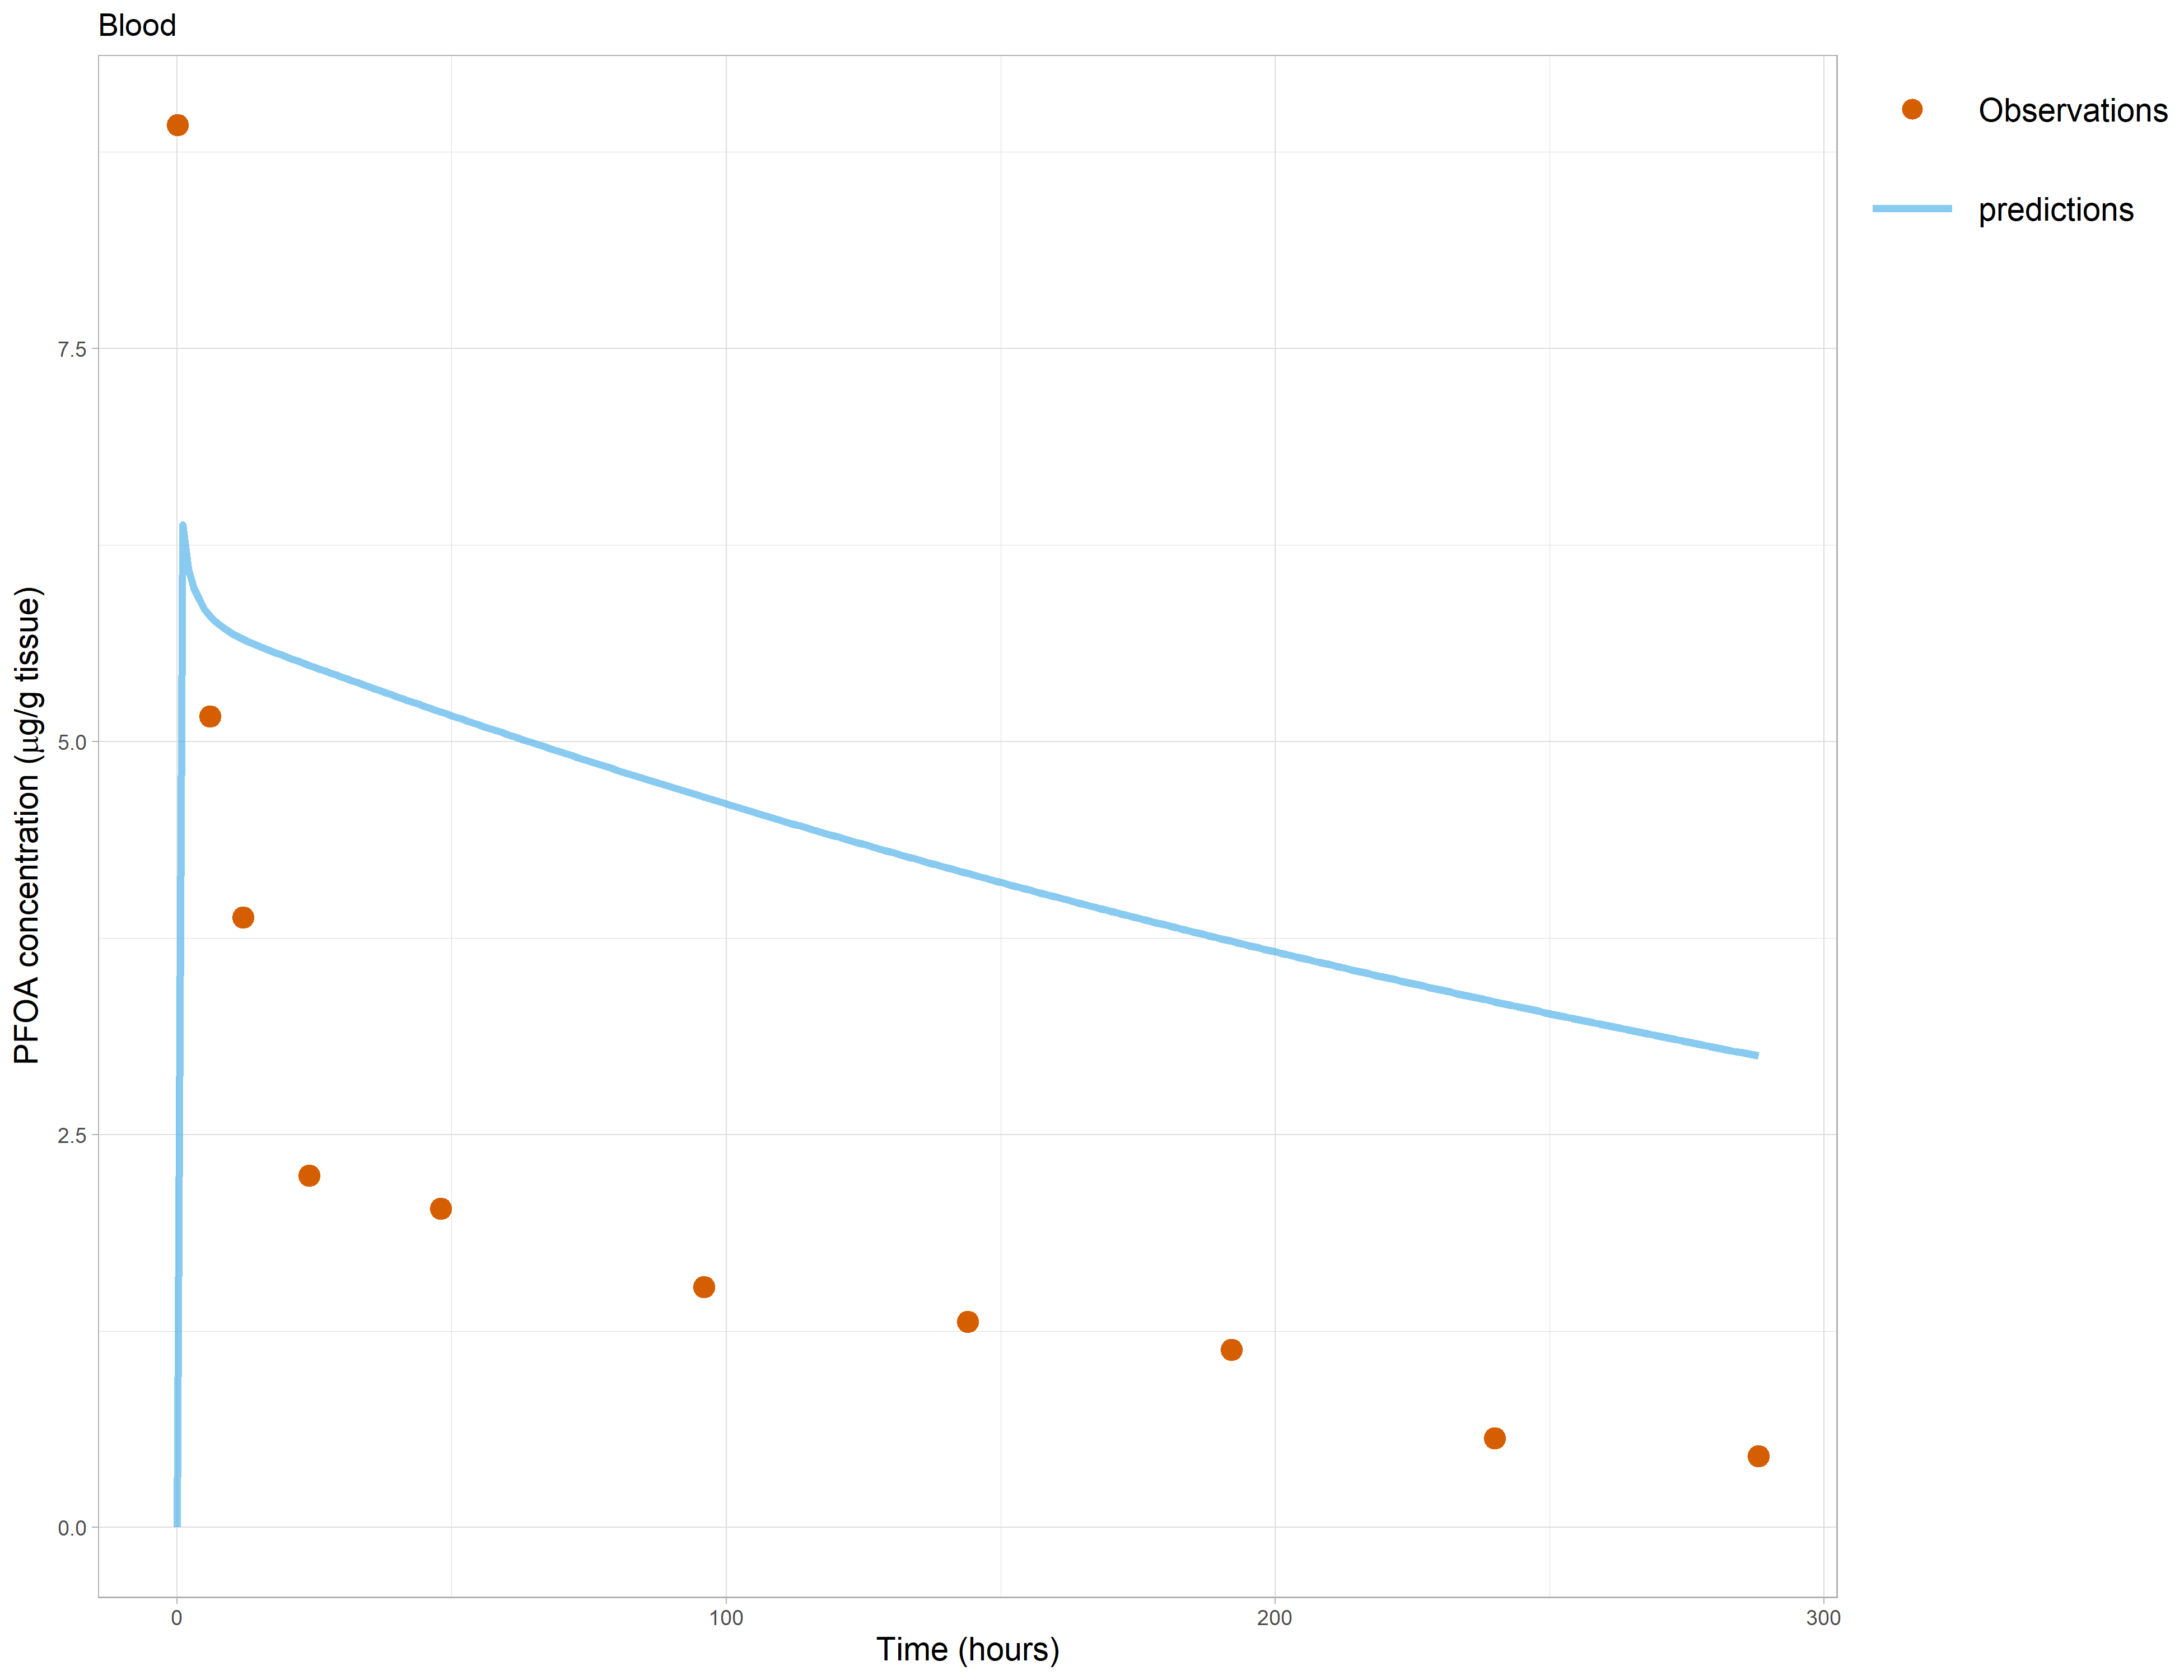 Blood
Observations
predictions
PFOA concentration (μg/g tissue)
7.5
5.0
2.5
0.0
0 100 200 300
Time (hours)